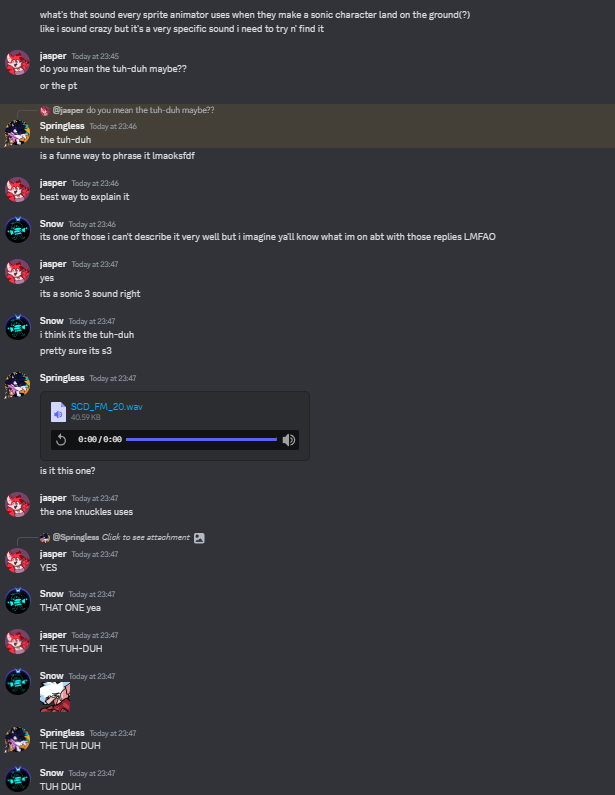 what's that sound every sprite animator uses when they make a sonic character land on the ground(?)
like i sound crazy but it's a very specific sound i need to try n' find it
jasper Today at 23:45
do you mean the tuh-duh maybe??
or the pt
@jasper do you mean the tuh-duh maybe??
Springless Today at 23:46
the tuh-duh
is a funne way to phrase it lmaoksfdf
jasper Today at 23:46
best way to explain it
Snow Today at 23:46
its one of those i can't describe it very well but i imagine ya'll know what im on abt with those replies LMFAO
jasper Today at 23:47
yes
its a sonic 3 sound right
Snow Today at 23:47
i think it's the tuh-duh
pretty sure its s3
Springless Today at 23:47
SCD_FM_20.wav
40.59 KB
0:00 / 0:00
is it this one?
jasper Today at 23:47
the one knuckles uses
@Springless Click to see attachment
jasper Today at 23:47
YES
Snow Today at 23:47
THAT ONE yea
jasper Today at 23:47
THE TUH-DUH
Snow Today at 23:47
Springless Today at 23:47
THE TUH DUH
Snow Today at 23:47
TUH DUH